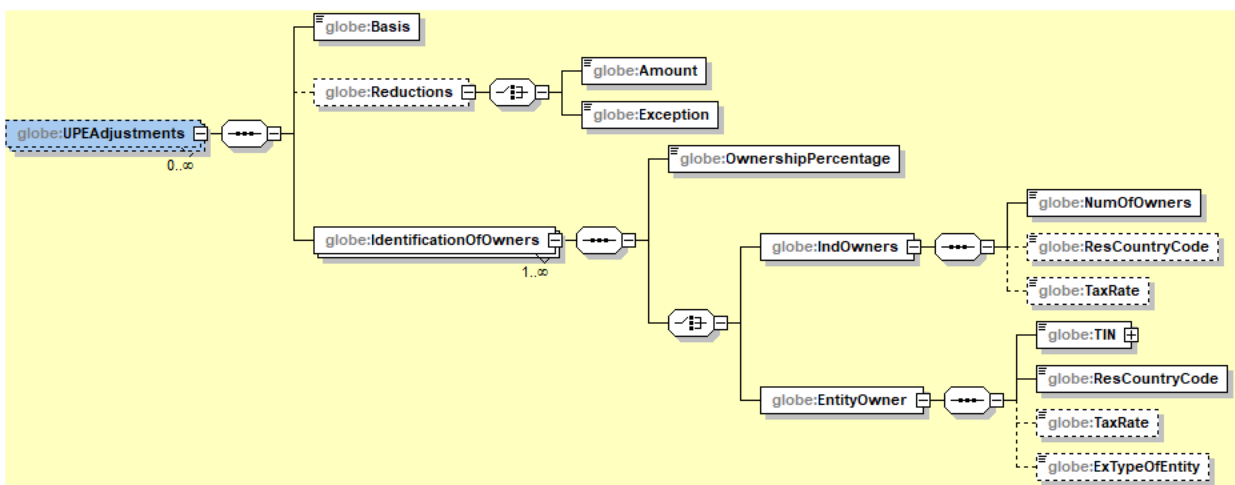 globe:Basis
globe:Reductions
globe:Amount
globe:Exception
globe:UPEAdjustments
0..∞
globe:OwnershipPercentage
globe:IdentificationOfOwners
1..∞
globe:IndOwners
globe:NumOfOwners
globe:ResCountryCode
globe:TaxRate
globe:EntityOwner
globe:TIN
globe:ResCountryCode
globe:TaxRate
globe:ExTypeOfEntity